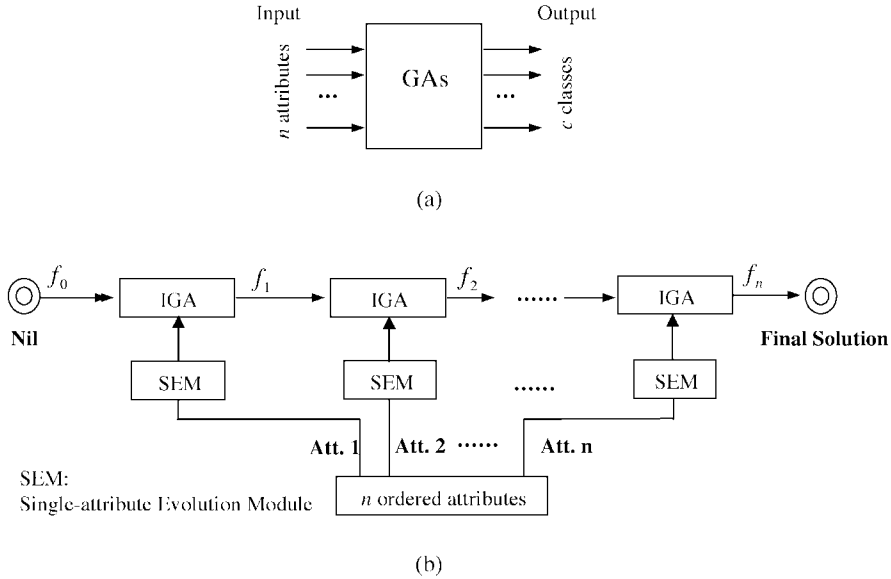 Input
Output
n attributes
GAs
c classes
...
...
(a)
f0
f1
f2
fn
IGA
IGA
......
IGA
Nil
Final Solution
SEM
SEM
......
SEM
Att. 1
Att. 2
......
Att. n
SEM:
Single-attribute Evolution Module
n ordered attributes
(b)